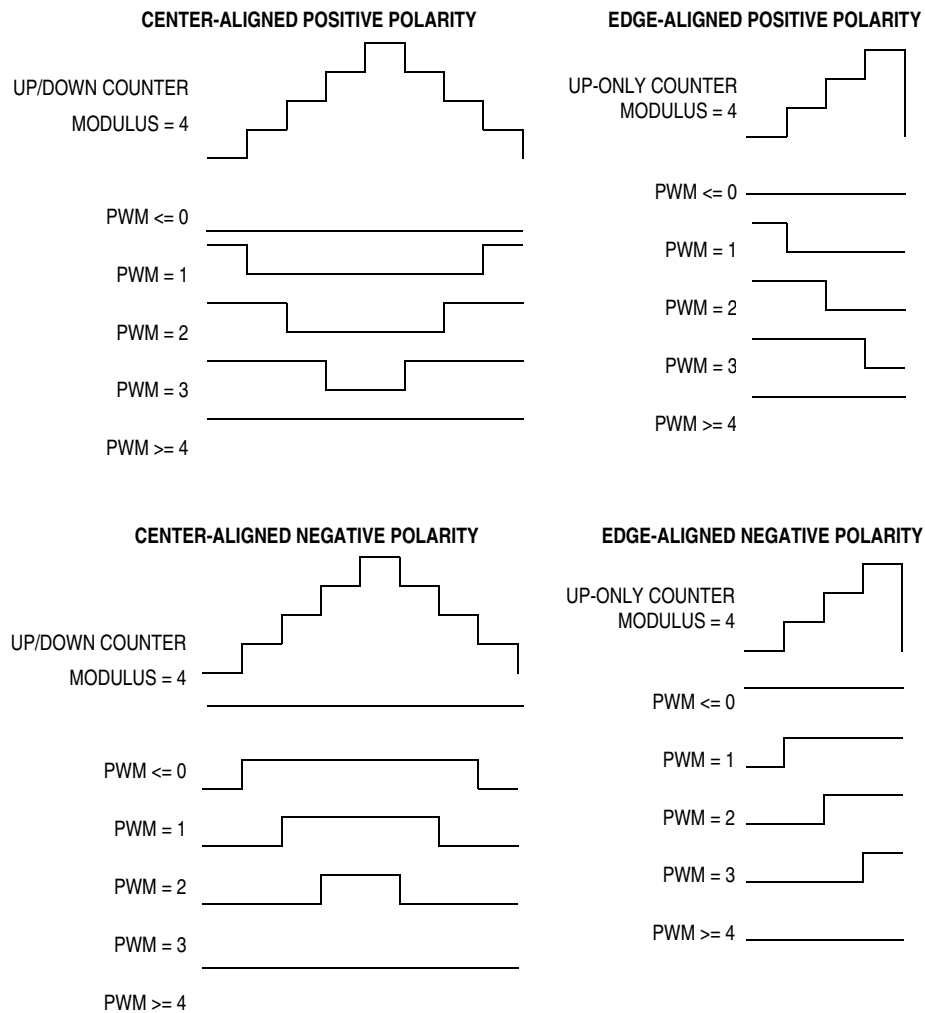 CENTER-ALIGNED POSITIVE POLARITY
UP/DOWN COUNTER
MODULUS = 4
PWM <= 0
PWM = 1
PWM = 2
PWM = 3
PWM >= 4
EDGE-ALIGNED POSITIVE POLARITY
UP-ONLY COUNTER
MODULUS = 4
PWM <= 0
PWM = 1
PWM = 2
PWM = 3
PWM >= 4
CENTER-ALIGNED NEGATIVE POLARITY
UP/DOWN COUNTER
MODULUS = 4
PWM <= 0
PWM = 1
PWM = 2
PWM = 3
PWM >= 4
EDGE-ALIGNED NEGATIVE POLARITY
UP-ONLY COUNTER
MODULUS = 4
PWM <= 0
PWM = 1
PWM = 2
PWM = 3
PWM >= 4